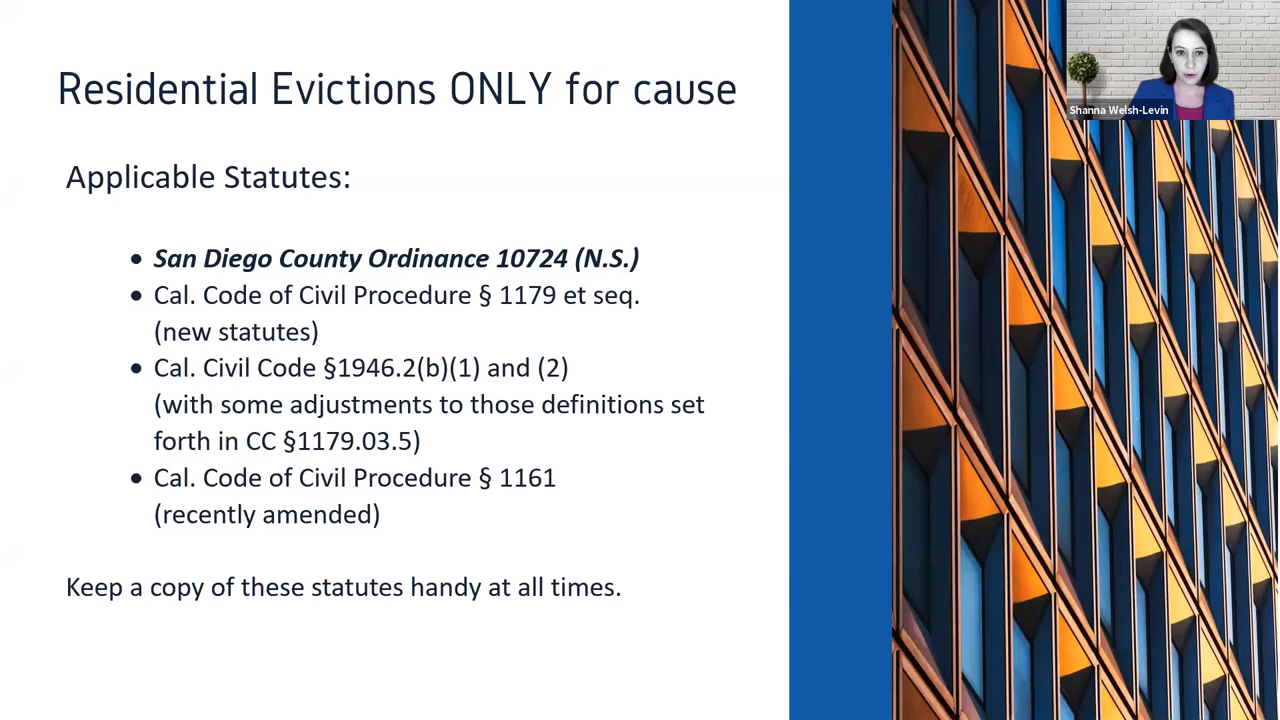 Residential Evictions ONLY for cause
Shanna Welsh-Levin
Applicable Statutes:
• San Diego County Ordinance 10724 (N.S.)
• Cal. Code of Civil Procedure § 1179 et seq.
(new statutes)
• Cal. Civil Code §1946.2(b)(1) and (2)
(with some adjustments to those definitions set
forth in CC §1179.03.5)
• Cal. Code of Civil Procedure § 1161
(recently amended)
Keep a copy of these statutes handy at all times.